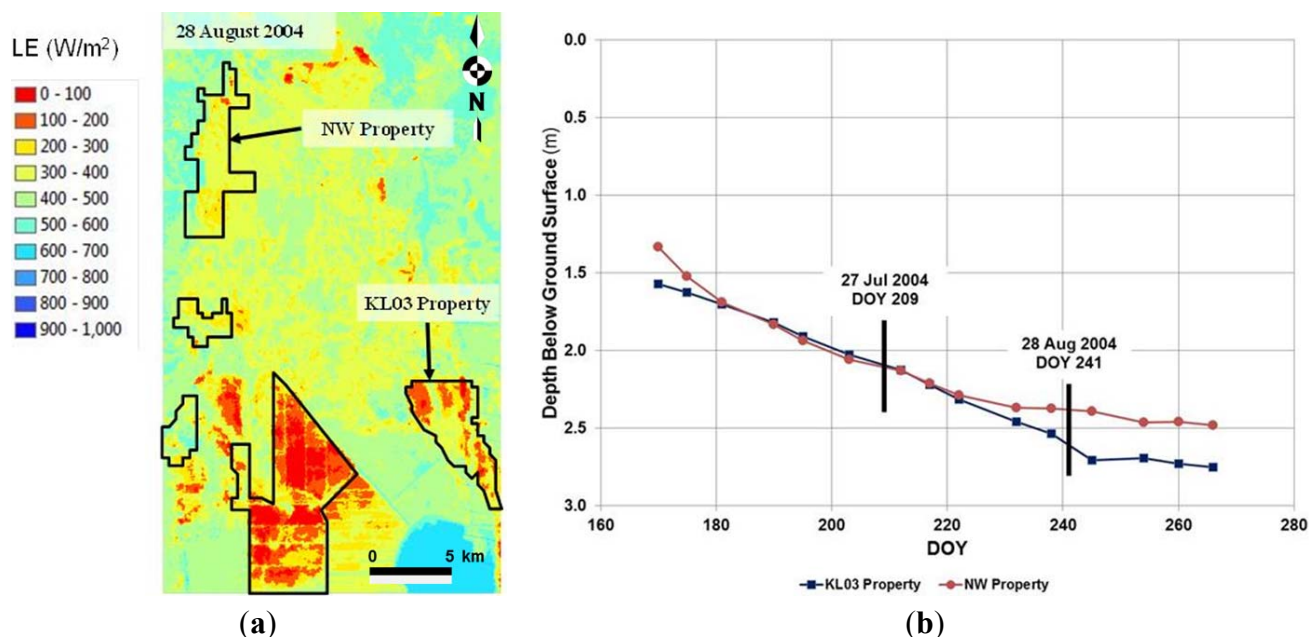 LE (W/m²)
0 - 100
100 - 200
200 - 300
300 - 400
400 - 500
500 - 600
600 - 700
700 - 800
800 - 900
900 - 1,000
28 August 2004
N
NW Property
KL03 Property
0 5 km
(a)
Depth Below Ground Surface (m)
0.0
0.5
1.0
1.5
2.0
2.5
3.0
27 Jul 2004
DOY 209
28 Aug 2004
DOY 241
160 180 200 220 240 260 280
DOY
KL03 Property NW Property
(b)